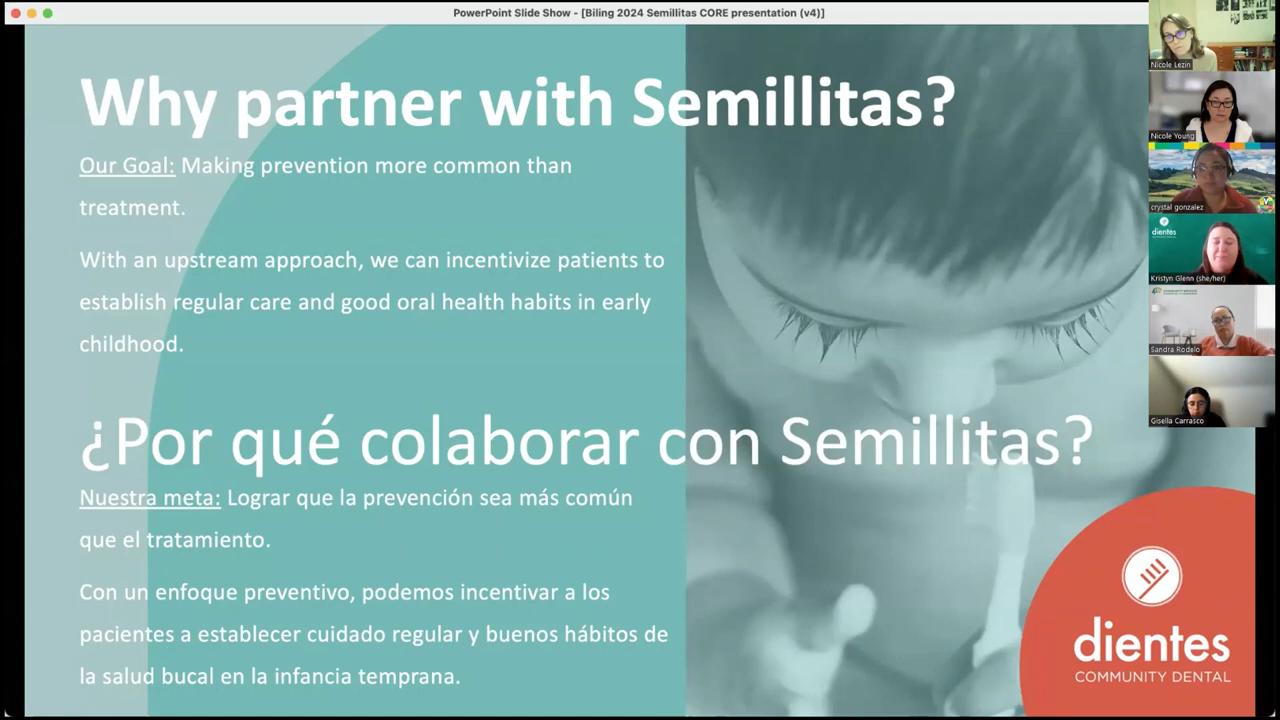 PowerPoint Slide Show - [Biling 2024 Semillitas CORE presentation (v4)]
Why partner with Semillitas?
Our Goal: Making prevention more common than
treatment.
With an upstream approach, we can incentivize patients to
establish regular care and good oral health habits in early
childhood.
¿Por qué colaborar con Semillitas?
Nuestra meta: Lograr que la prevención sea más común
que el tratamiento.
Con un enfoque preventivo, podemos incentivar a los
pacientes a establecer cuidado regular y buenos hábitos de
la salud bucal en la infancia temprana.
dientes
COMMUNITY DENTAL
Nicole Lezin
Nicole Young
crystal gonzalez
dientes
Kristyn Glenn (she/her)
Sandra Rodelo
Gisella Carrasco